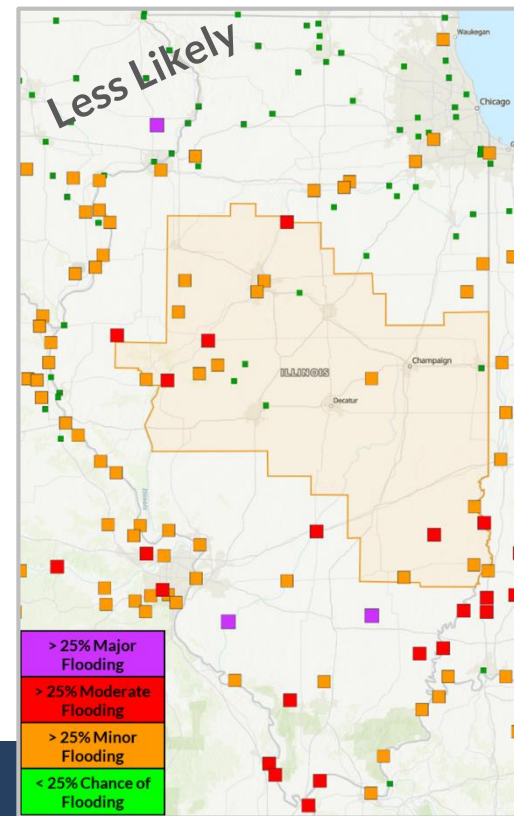 Less Likely
Waukegan
Chicago
Champaign
ILLINOIS
Decatur
> 25% Major
Flooding
> 25% Moderate
Flooding
> 25% Minor
Flooding
< 25% Chance of
Flooding